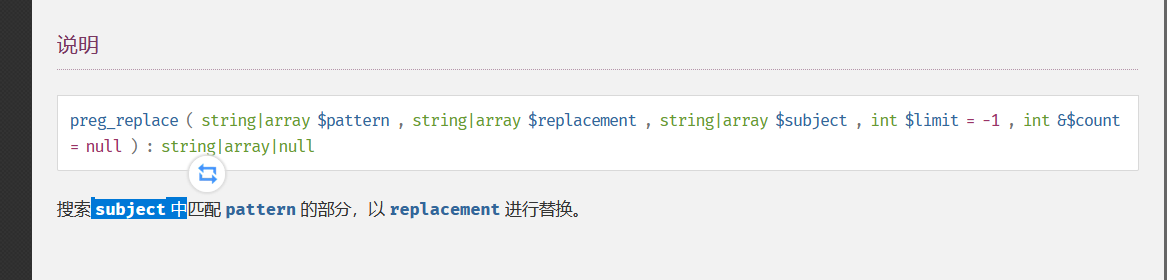 说明
preg_replace ( string|array $pattern , string|array $replacement , string|array $subject , int $limit = -1 , int &$count
= null ) : string|array|null
搜索 subject 中匹配 pattern 的部分，以 replacement 进行替换。